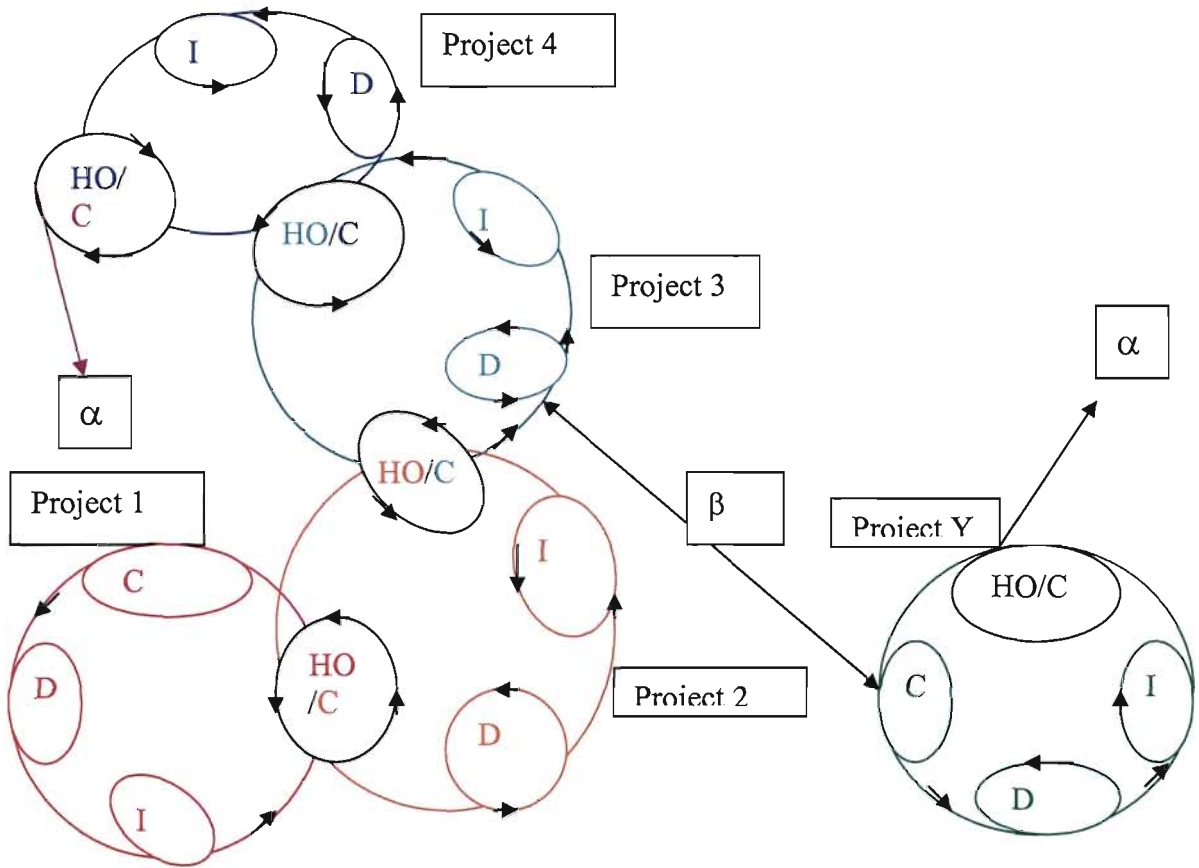 I
Project 4
D
HO/
C
HO/C
I
Project 3
D
α
α
HO/C
Project 1
β
Project Y
I
C
HO/C
HO
/C
D
C
I
Project 2
D
I
D